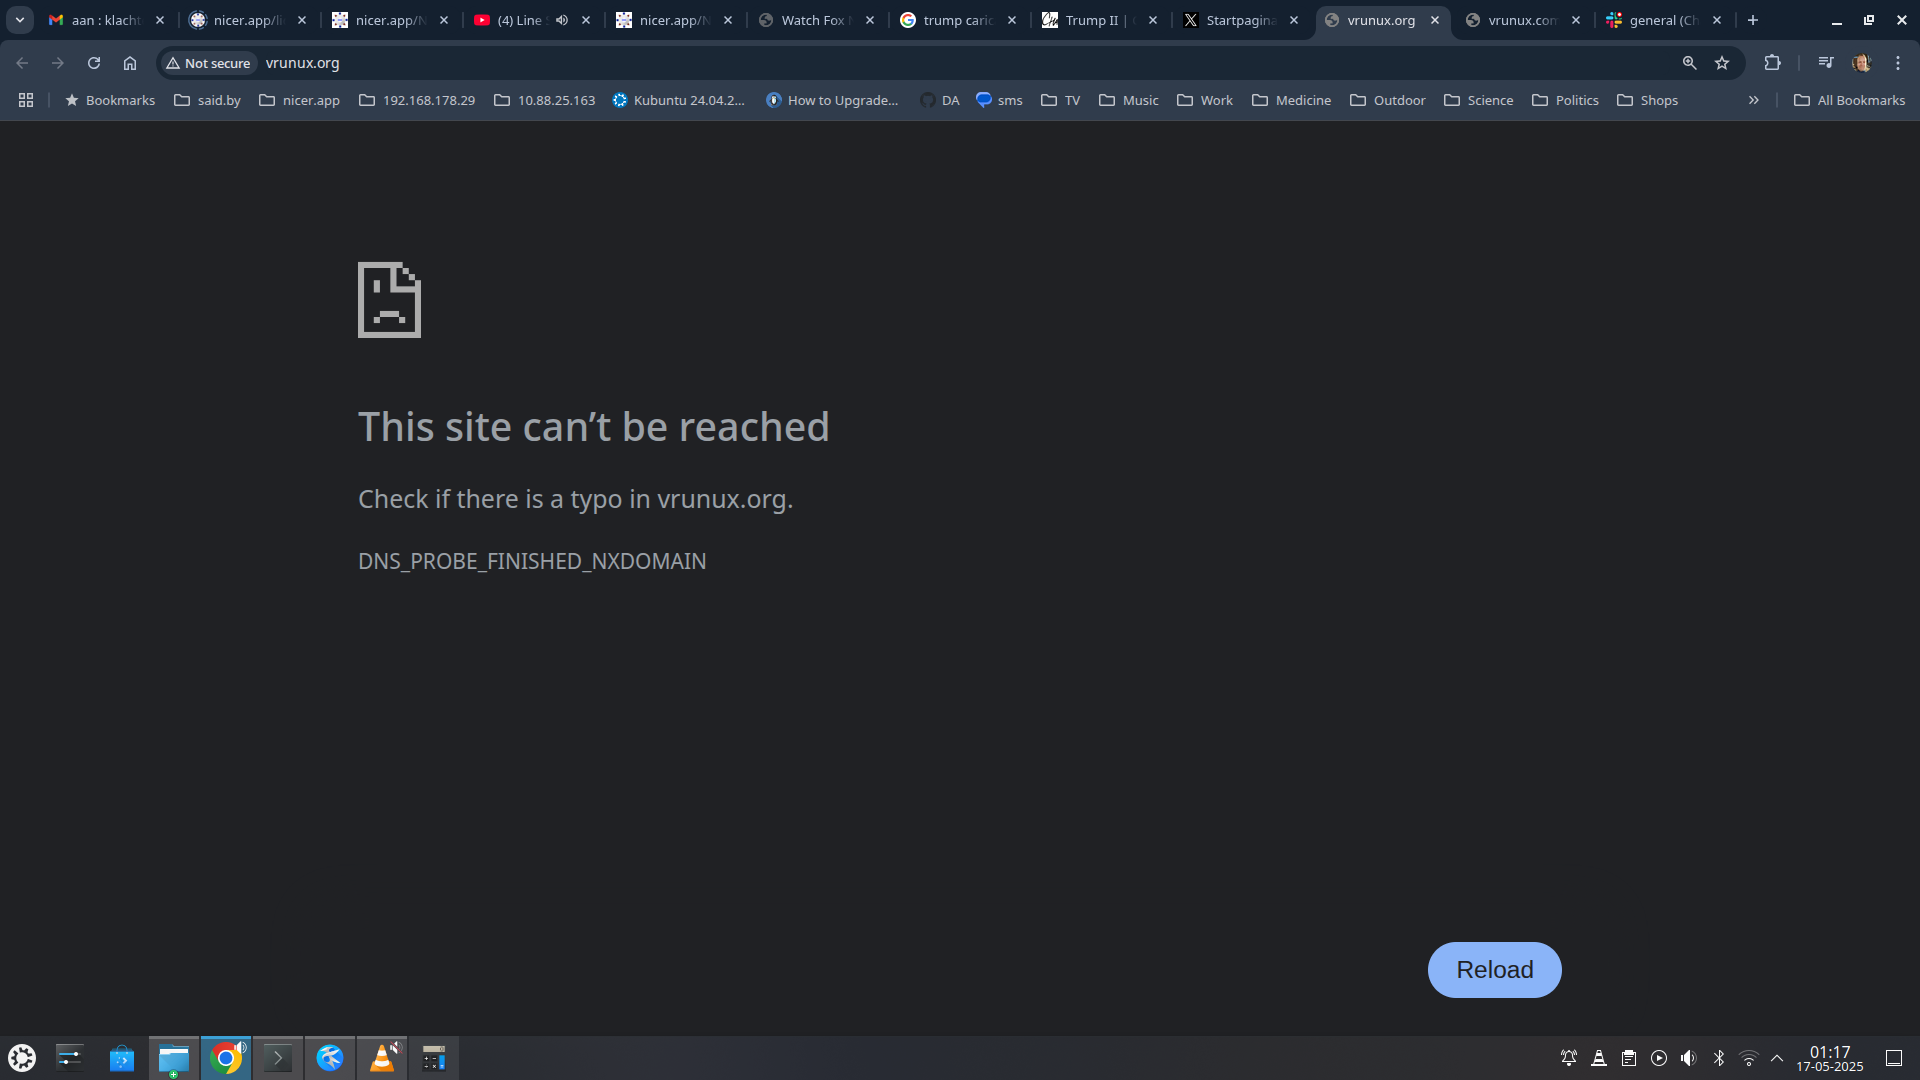 aan : klacht
nicer.app/li
nicer.app/N
(4) Line
nicer.app/N
Watch Fox
trump caric
Trump II |
Startpagina
vrunux.org
vrunux.com
general (Ch
Not secure
vrunux.org
Bookmarks
said.by
nicer.app
192.168.178.29
10.88.25.163
Kubuntu 24.04.2...
How to Upgrade...
DA
sms
TV
Music
Work
Medicine
Outdoor
Science
Politics
Shops
All Bookmarks
This site can’t be reached
Check if there is a typo in vrunux.org.
DNS_PROBE_FINISHED_NXDOMAIN
Reload
01:17
17-05-2025